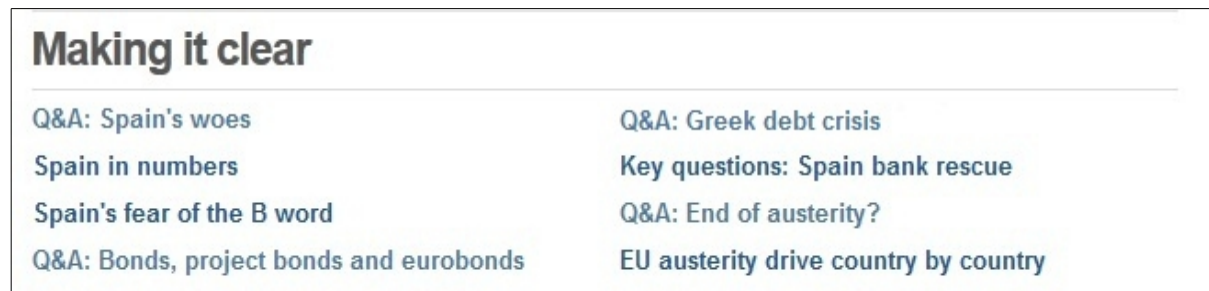 Making it clear
Q&A: Spain's woes
Spain in numbers
Spain's fear of the B word
Q&A: Bonds, project bonds and eurobonds
Q&A: Greek debt crisis
Key questions: Spain bank rescue
Q&A: End of austerity?
EU austerity drive country by country